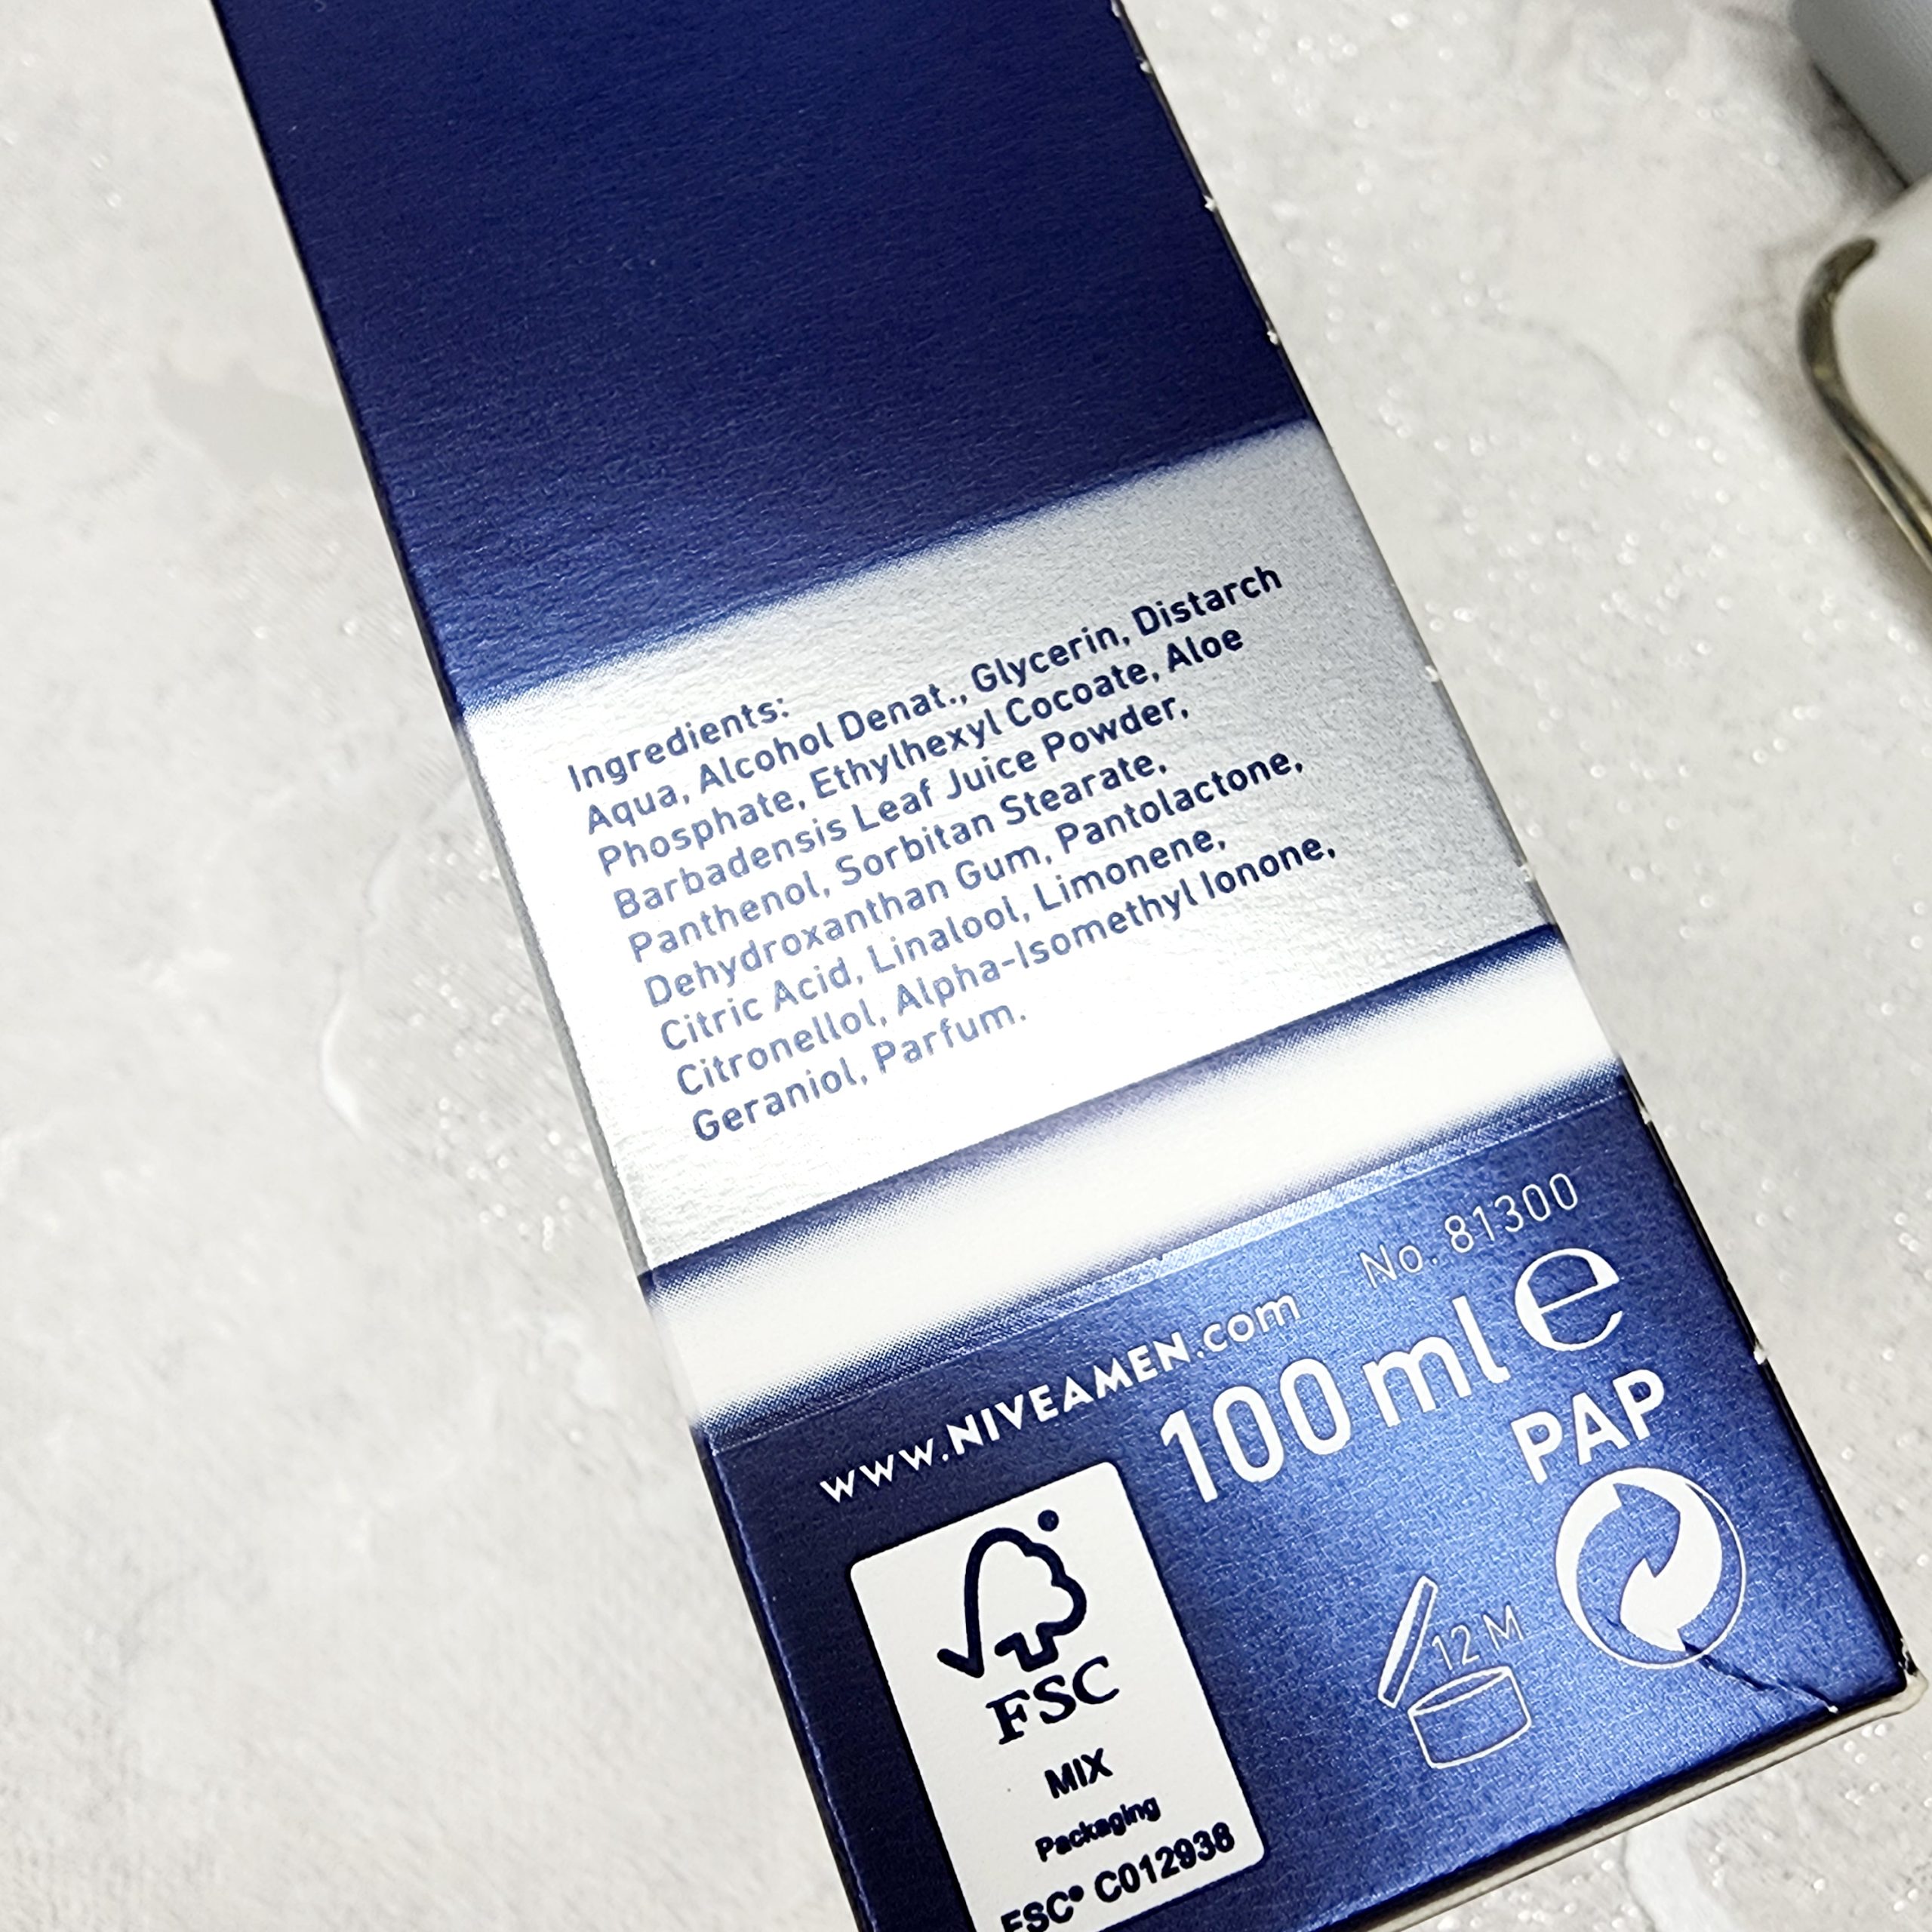 Ingredients:
Aqua, Alcohol Denat., Glycerin, Distarch
Phosphate, Ethylhexyl Cocoate, Aloe
Barbadensis Leaf Juice Powder,
Panthenol, Sorbitan Stearate,
Dehydroxanthan Gum, Pantolactone,
Citric Acid, Linalool, Limonene,
Citronellol, Alpha-Isomethyl Ionone,
Geraniol, Parfum.
www.NIVEAMEN.com No. 81300
100 ml e
PAP
12 M
FSC
MIX
Packaging
FSC® C012938